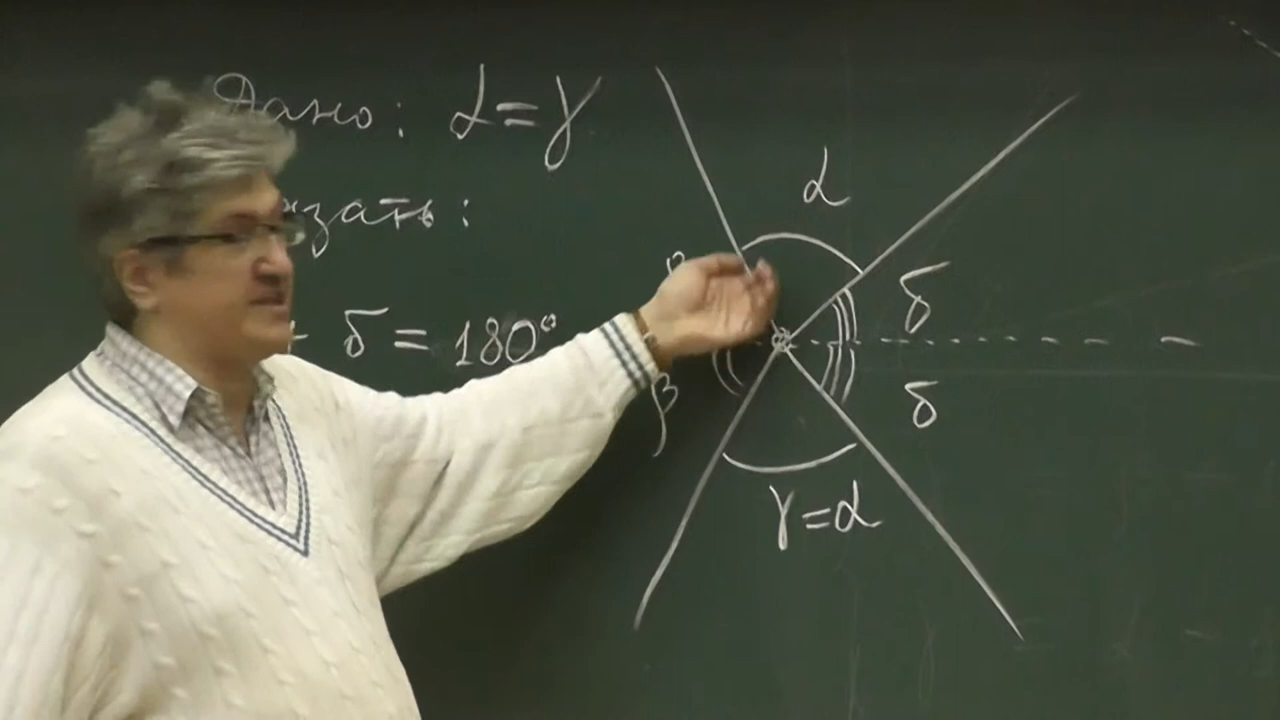 Дано: α = γ
зать:
+ δ = 180°
α
δ
β
δ
γ = α